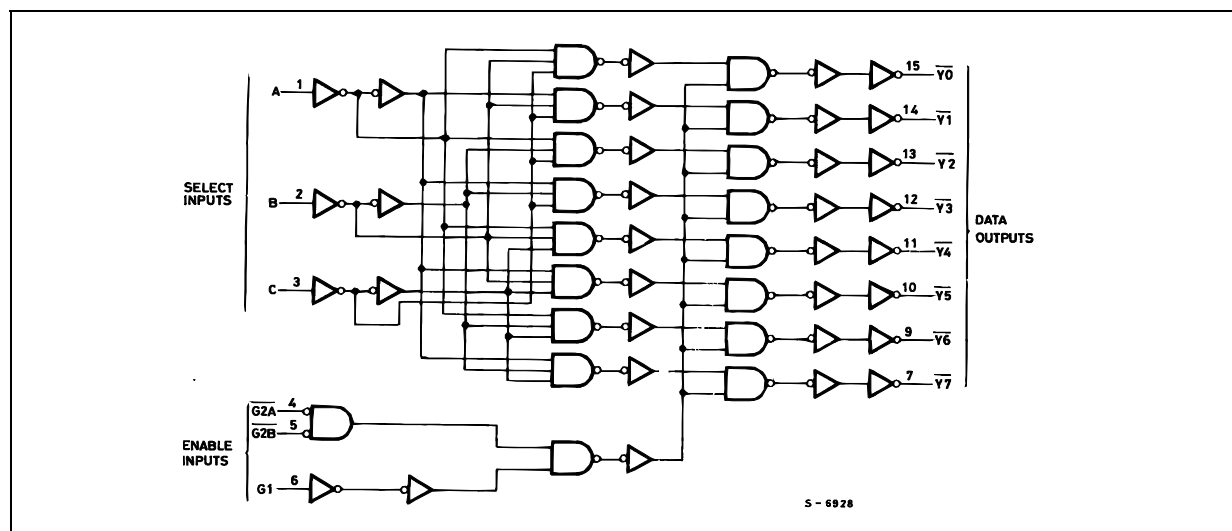 A 1
B 2
C 3
SELECT
INPUTS
15 Y0
14 Y1
13 Y2
12 Y3
11 Y4
10 Y5
9 Y6
7 Y7
DATA
OUTPUTS
G2A 4
G2B 5
G1 6
ENABLE
INPUTS
S - 6928